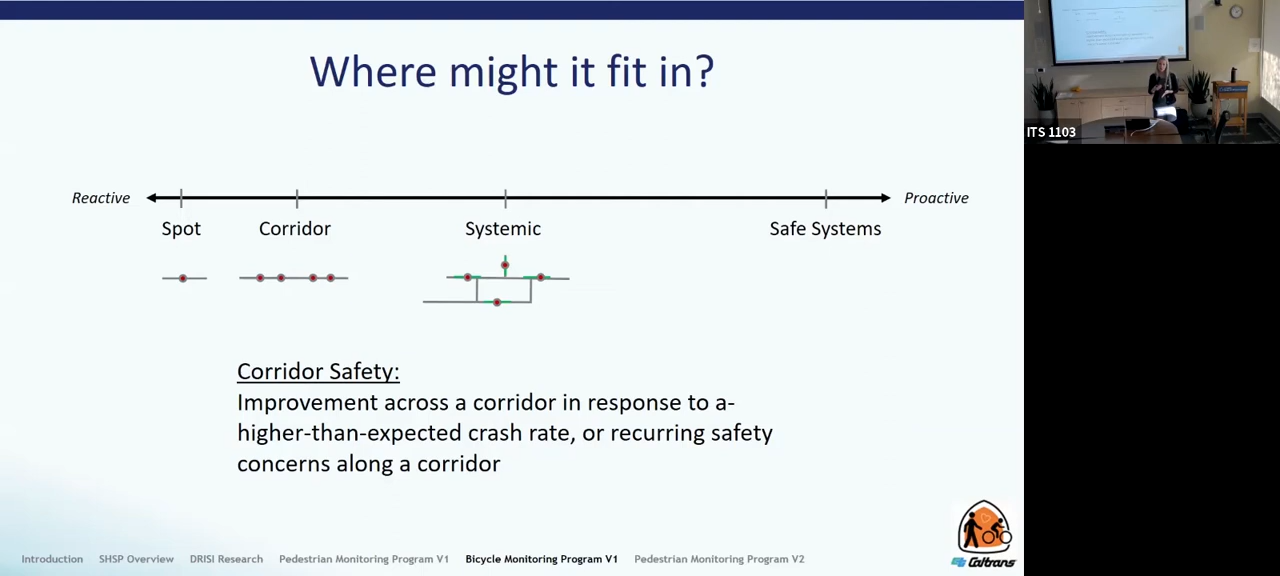 Where might it fit in?
Reactive
Proactive
Spot
Corridor
Systemic
Safe Systems
Corridor Safety:
Improvement across a corridor in response to a-
higher-than-expected crash rate, or recurring safety
concerns along a corridor
Introduction
SHSP Overview
DRISI Research
Pedestrian Monitoring Program V1
Bicycle Monitoring Program V1
Pedestrian Monitoring Program V2
Caltrans
ITS 1103